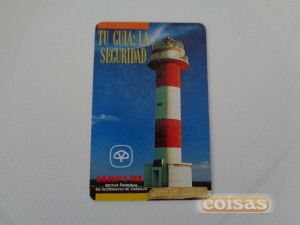 TU GUIA: LA
SEGURIDAD
MAPFRE
MUTUA PATRONAL
DE ACCIDENTES DE TRABAJO
coisas